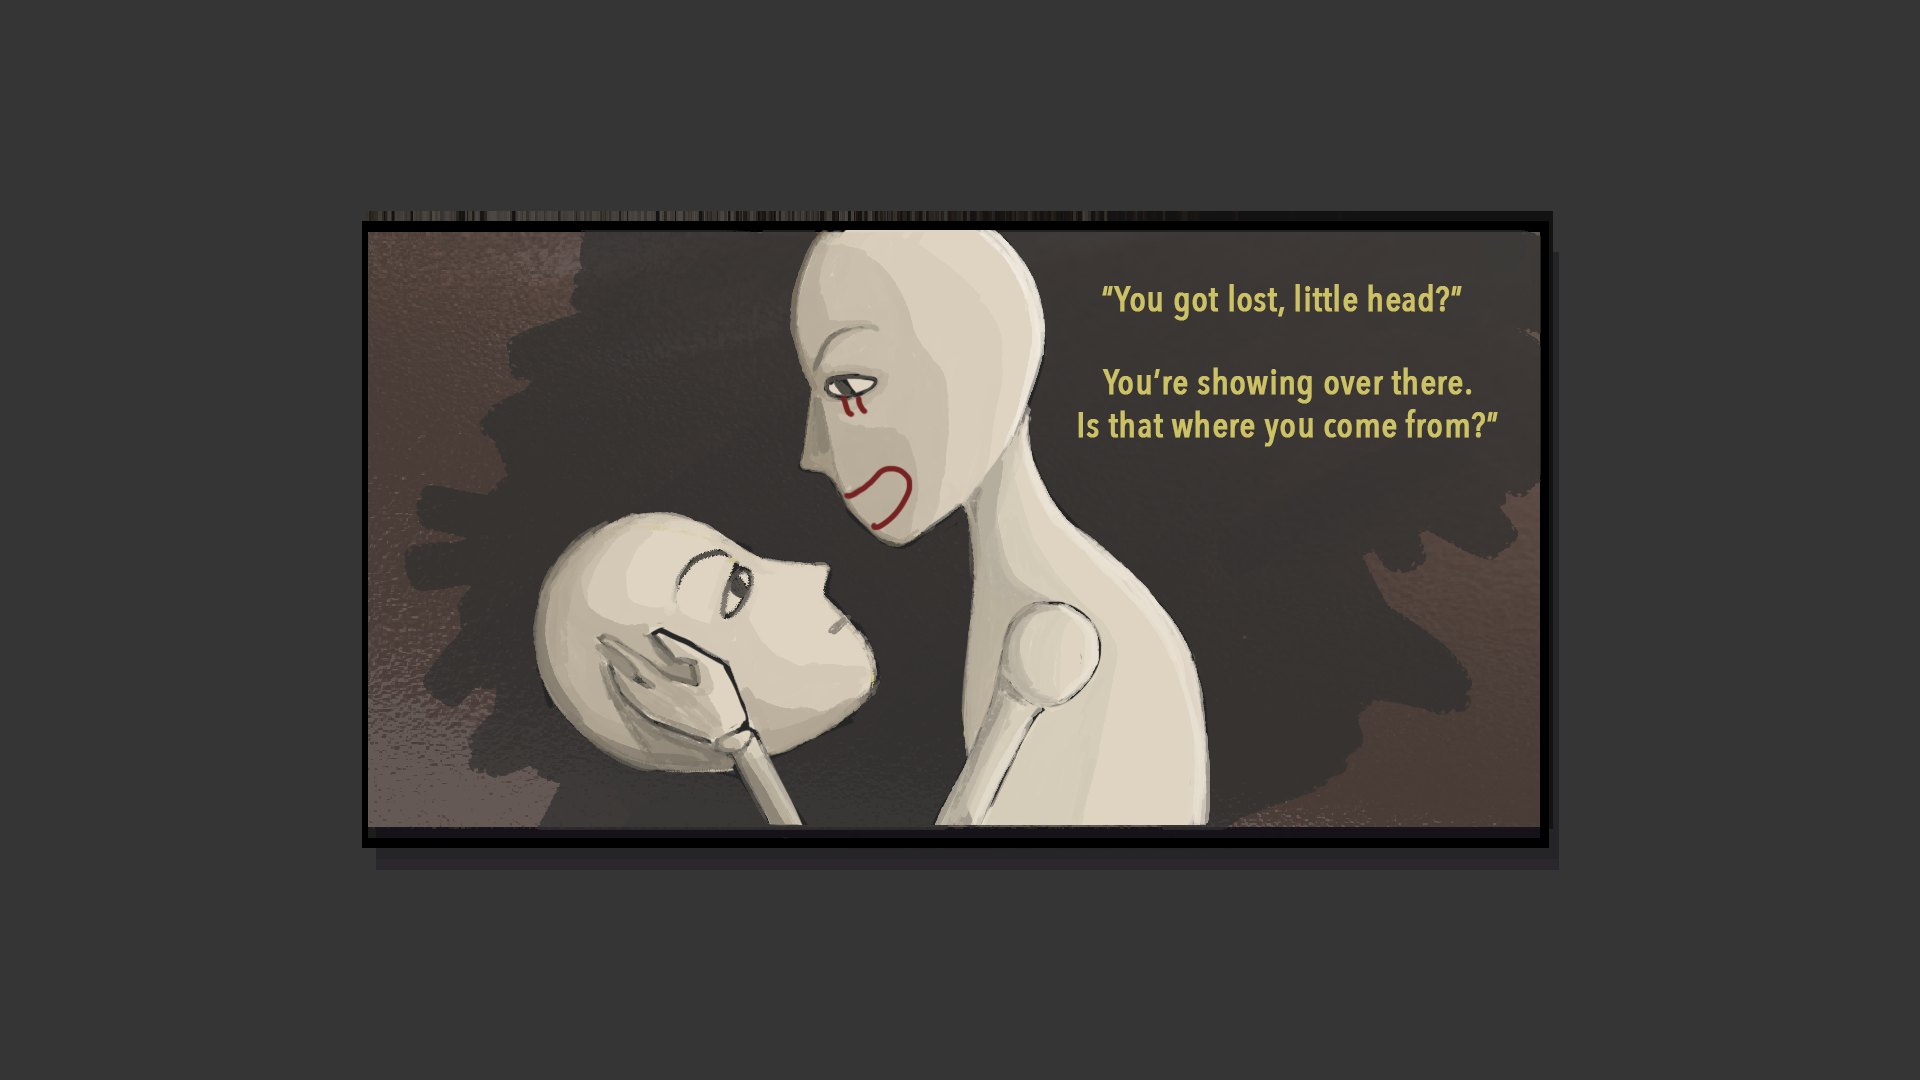 "You got lost, little head?"
You're showing over there.
Is that where you come from?"